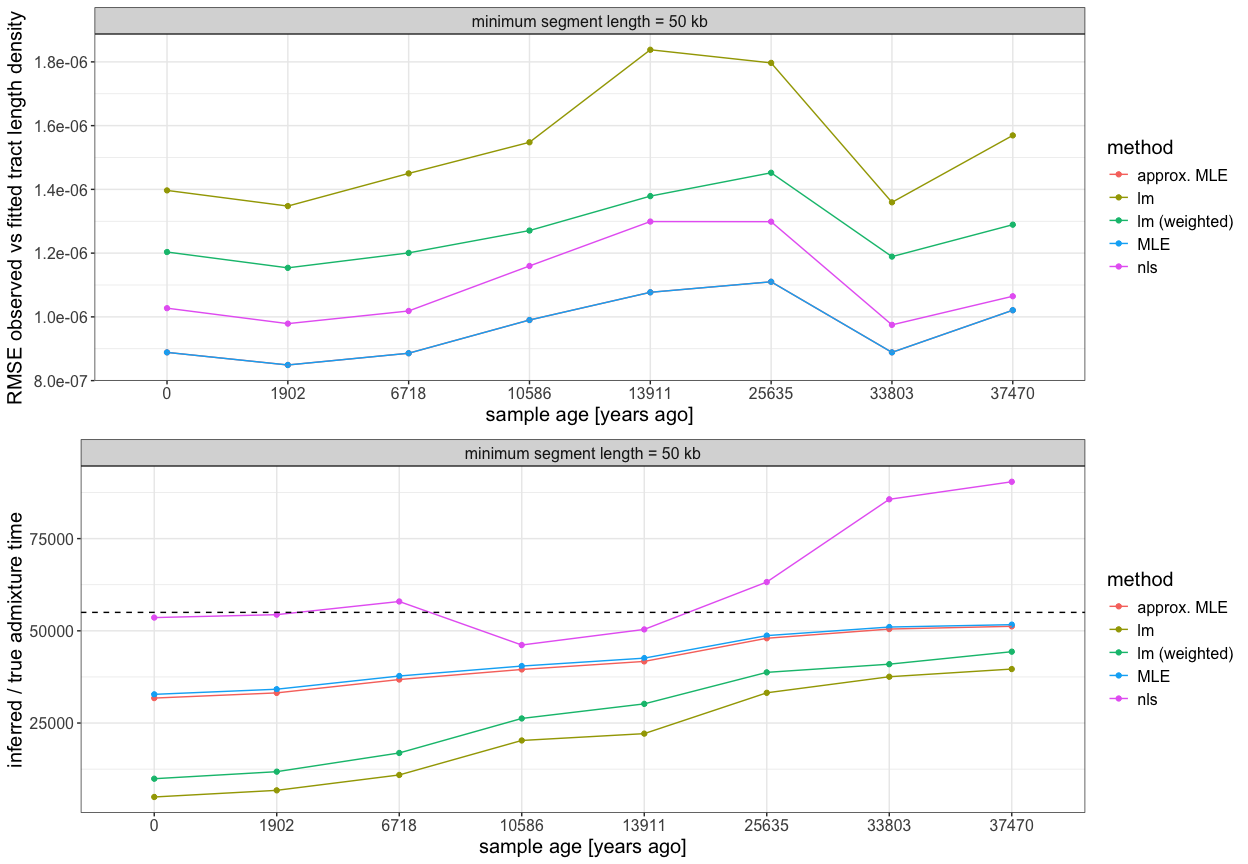 minimum segment length = 50 kb
RMSE observed vs fitted tract length density
1.8e-06
1.6e-06
1.4e-06
1.2e-06
1.0e-06
8.0e-07
0 1902 6718 10586 13911 25635 33803 37470
sample age [years ago]
method
approx. MLE
lm
lm (weighted)
MLE
nls
minimum segment length = 50 kb
inferred / true admixture time
75000
50000
25000
0 1902 6718 10586 13911 25635 33803 37470
sample age [years ago]
method
approx. MLE
lm
lm (weighted)
MLE
nls